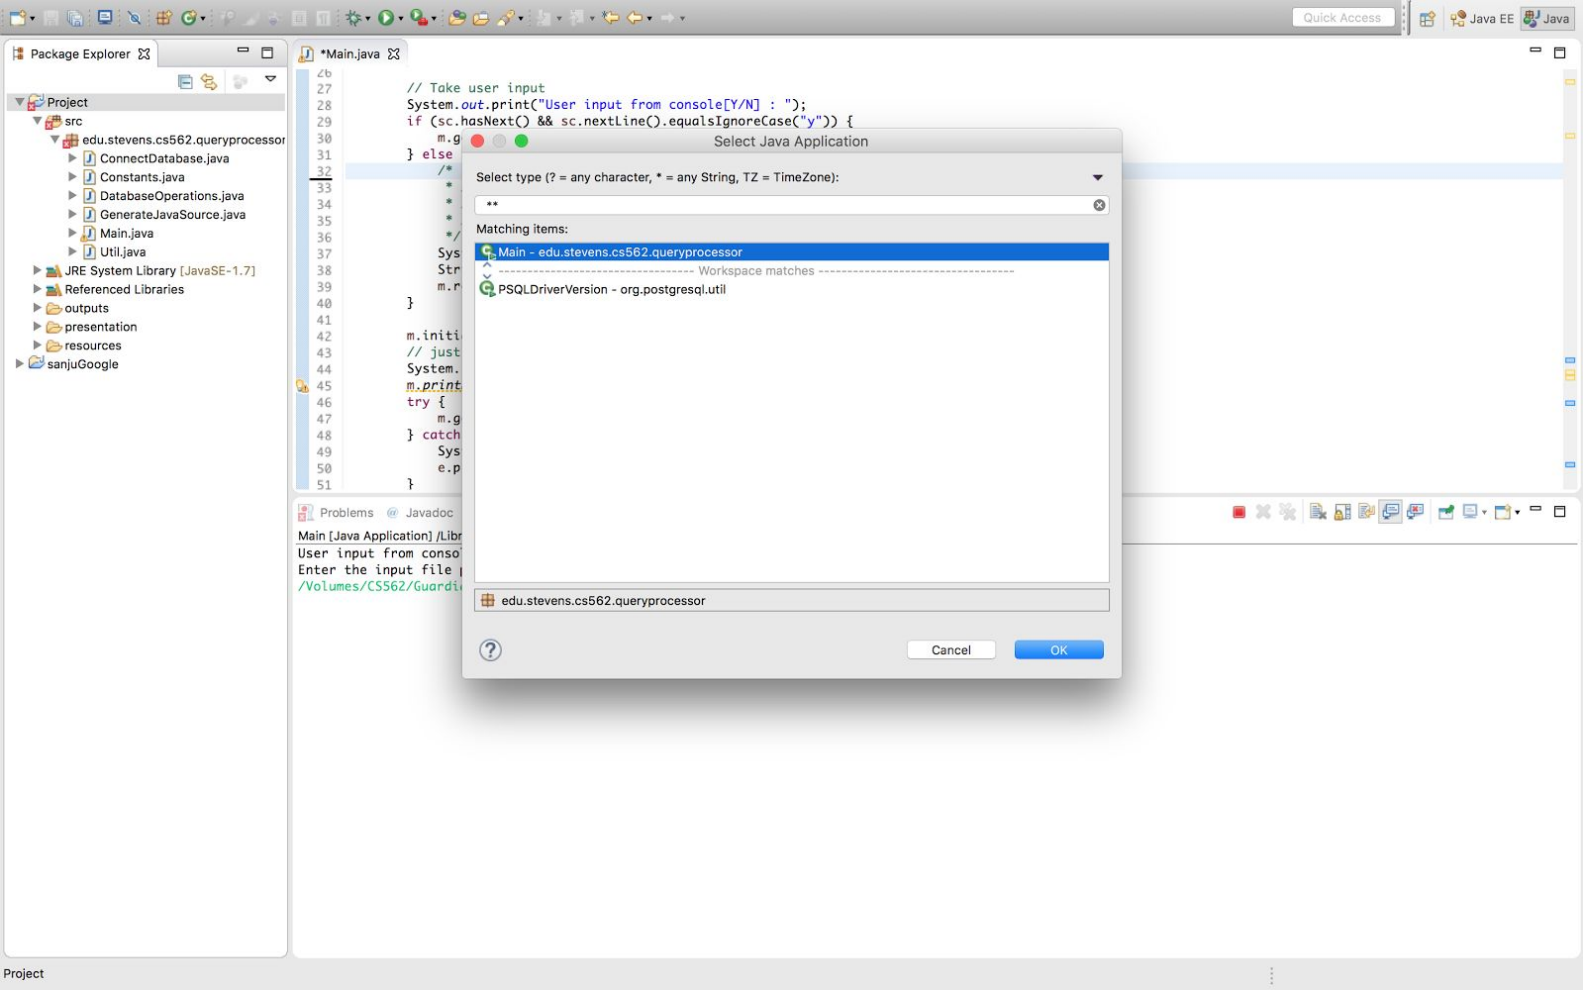 Quick Access
Java EE
Java
Package Explorer
Project
src
edu.stevens.cs562.queryprocessor
ConnectDatabase.java
Constants.java
DatabaseOperations.java
GenerateJavaSource.java
Main.java
Util.java
JRE System Library [JavaSE-1.7]
Referenced Libraries
outputs
presentation
resources
sanjuGoogle
*Main.java
26
27 // Take user input
28 System.out.print("User input from console[Y/N] : ");
29 if (sc.hasNext() && sc.nextLine().equalsIgnoreCase("y")) {
30 m.g
31 } else
32 /*
33 *
34 *
35 *
36 */
37 Sys
38 Str
39 m.r
40 }
41
42 m.initi
43 // just
44 System.
45 m.print
46 try {
47 m.g
48 } catch
49 Sys
50 e.p
51 }
Select Java Application
Select type (? = any character, * = any String, TZ = TimeZone):
**
Matching items:
Main - edu.stevens.cs562.queryprocessor
Workspace matches
PSQLDriverVersion - org.postgresql.util
edu.stevens.cs562.queryprocessor
?
Cancel
OK
Problems
@ Javadoc
Main [Java Application] /Libr
User input from conso
Enter the input file
/Volumes/CS562/Guardi
Project